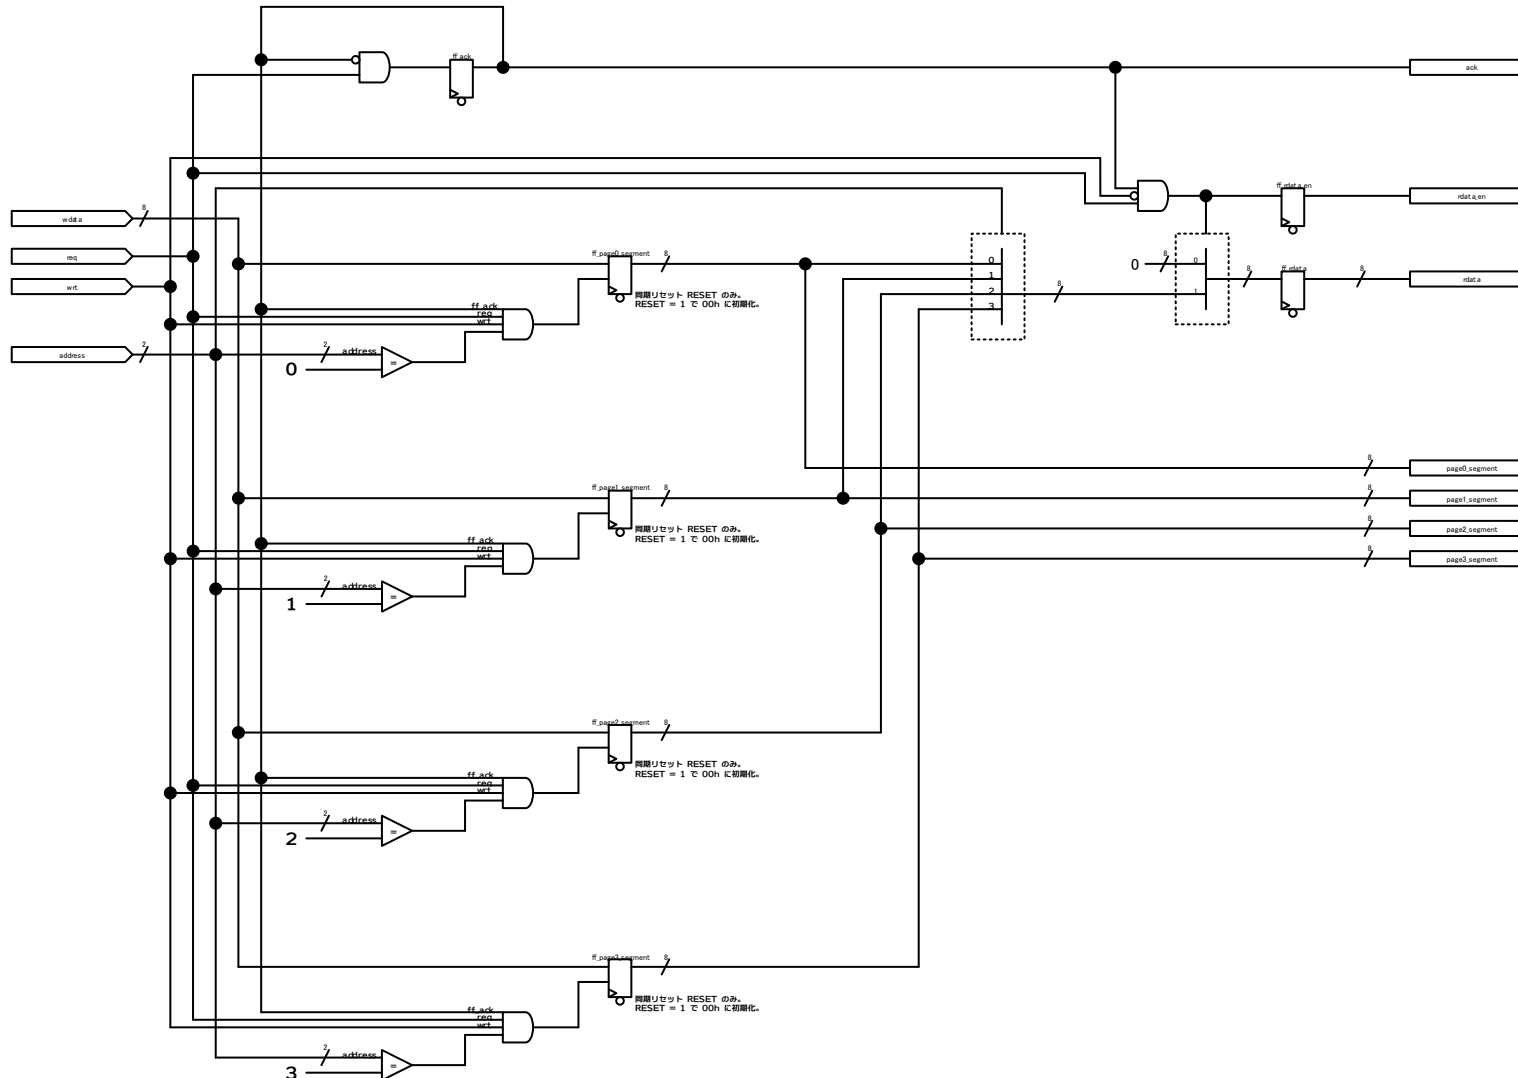 ff_ack
ack
wdata
8
req
wrt
address
2
ff_rdata_en
rdata_en
ff_page0_segment
8
同期リセット RESET のみ。
RESET = 1 で 00h に初期化。
ff_ack
req
wrt
2
address
=
0
0
1
2
3
8
0
8
0
1
8
ff_rdata
8
rdata
8
page0_segment
8
page1_segment
8
page2_segment
8
page3_segment
ff_page1_segment
8
同期リセット RESET のみ。
RESET = 1 で 00h に初期化。
ff_ack
req
wrt
2
address
=
1
ff_page2_segment
8
同期リセット RESET のみ。
RESET = 1 で 00h に初期化。
ff_ack
req
wrt
2
address
=
2
ff_page3_segment
8
同期リセット RESET のみ。
RESET = 1 で 00h に初期化。
ff_ack
req
wrt
2
address
=
3